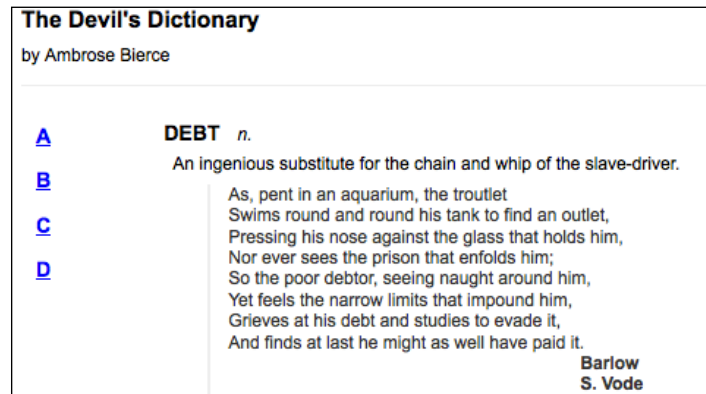 The Devil's Dictionary
by Ambrose Bierce
A
B
C
D
DEBT n.
An ingenious substitute for the chain and whip of the slave-driver.
As, pent in an aquarium, the troutlet
Swims round and round his tank to find an outlet,
Pressing his nose against the glass that holds him,
Nor ever sees the prison that enfolds him;
So the poor debtor, seeing naught around him,
Yet feels the narrow limits that impound him,
Grieves at his debt and studies to evade it,
And finds at last he might as well have paid it.
Barlow
S. Vode